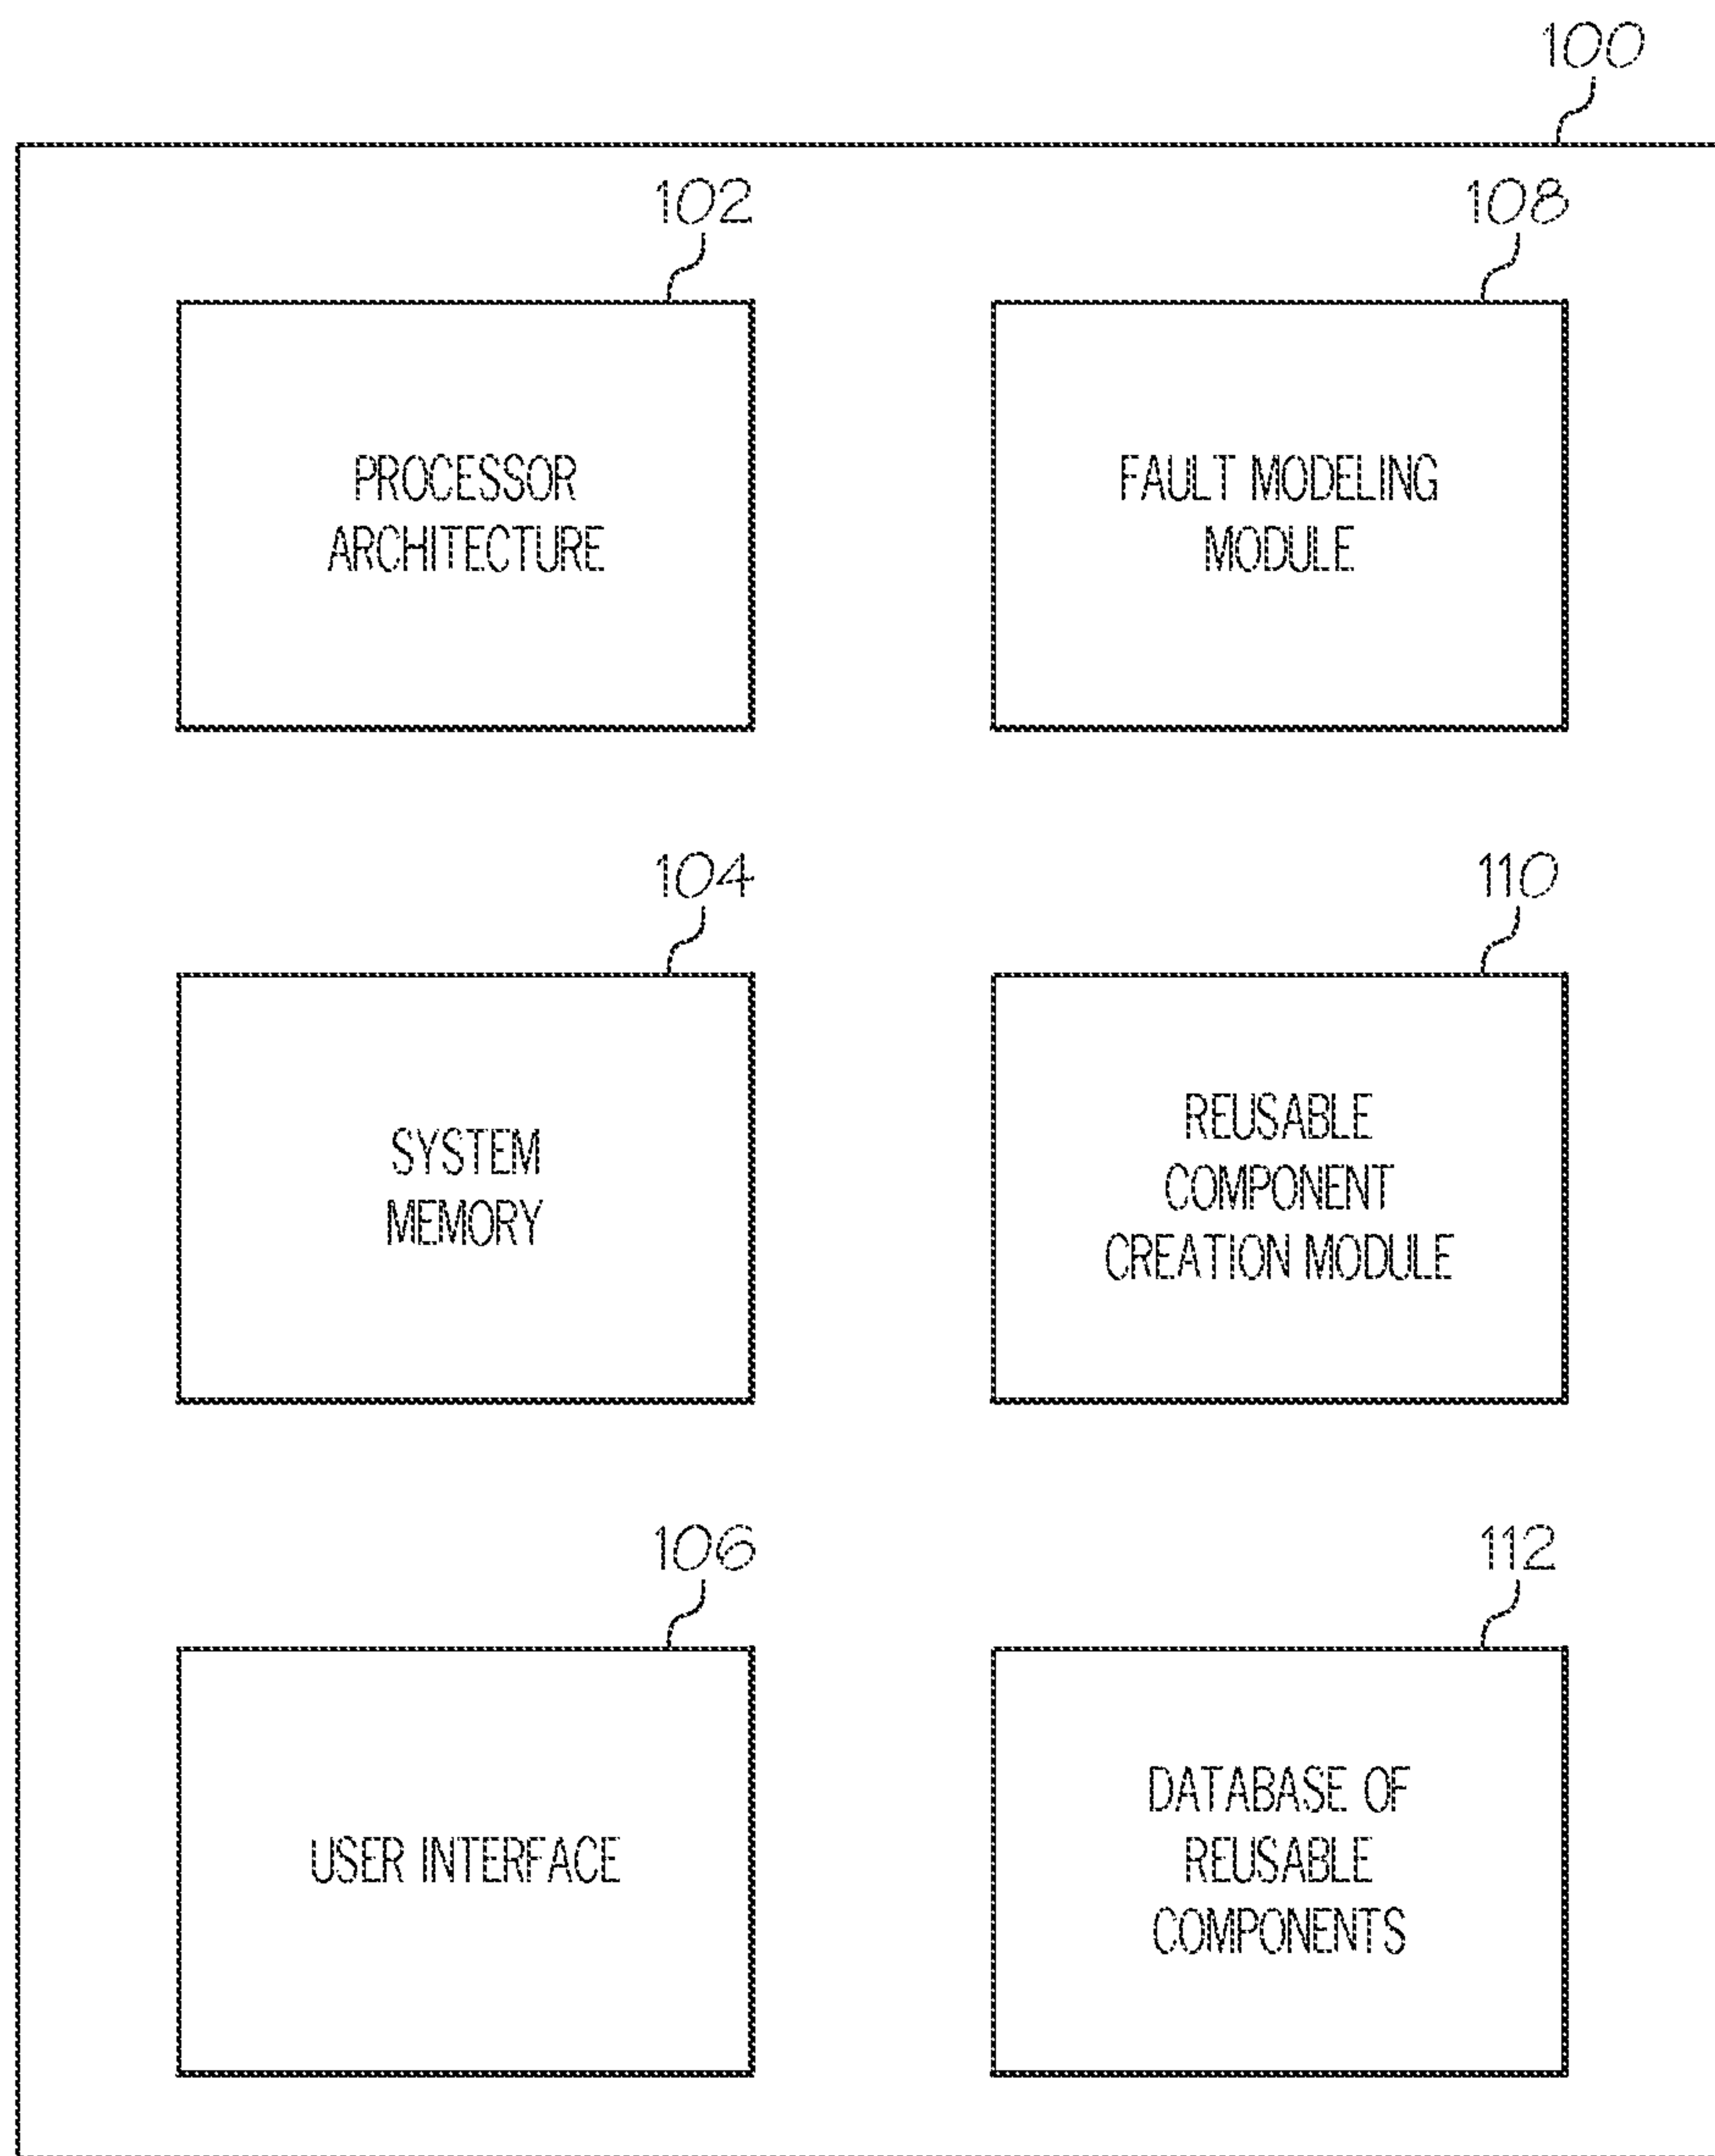 100
102
108
PROCESSOR
ARCHITECTURE
FAULT MODELING
MODULE
104
110
SYSTEM
MEMORY
REUSABLE
COMPONENT
CREATION MODULE
106
112
USER INTERFACE
DATABASE OF
REUSABLE
COMPONENTS